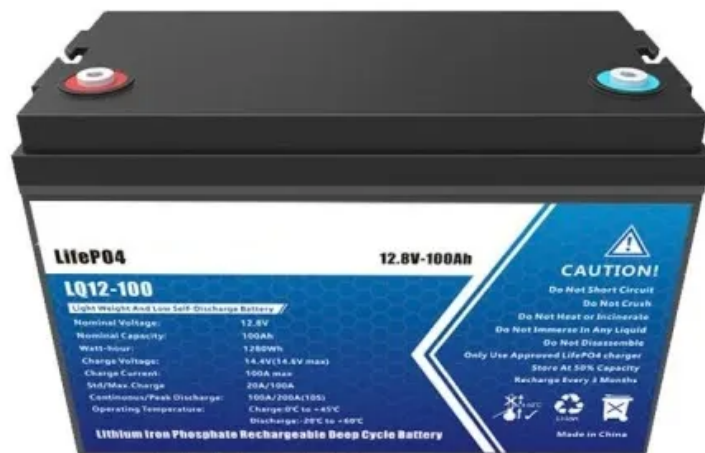 LifePO4
12.8V-100Ah
LQ12-100
Light Weight And Low Self-Discharge Battery
Nominal Voltage: 12.8V
Nominal Capacity: 100Ah
Watt-hour: 1280Wh
Charge Voltage: 14.4V(14.6V max)
Charge Current: 100A max
Std/Max.Charge 20A/100A
Continuous/Peak Discharge: 100A/200A(10S)
Operating Temperature: Charge:0℃ to +45℃
Discharge:-20℃ to +60℃
Lithium Iron Phosphate Rechargeable Deep Cycle Battery
CAUTION!
Do Not Short Circuit
Do Not Crush
Do Not Heat or Incinerate
Do Not Immerse In Any Liquid
Do Not Disassemble
Only Use Approved LifePO4 charger
Store At 50% Capacity
Recharge Every 3 Months
Made in China